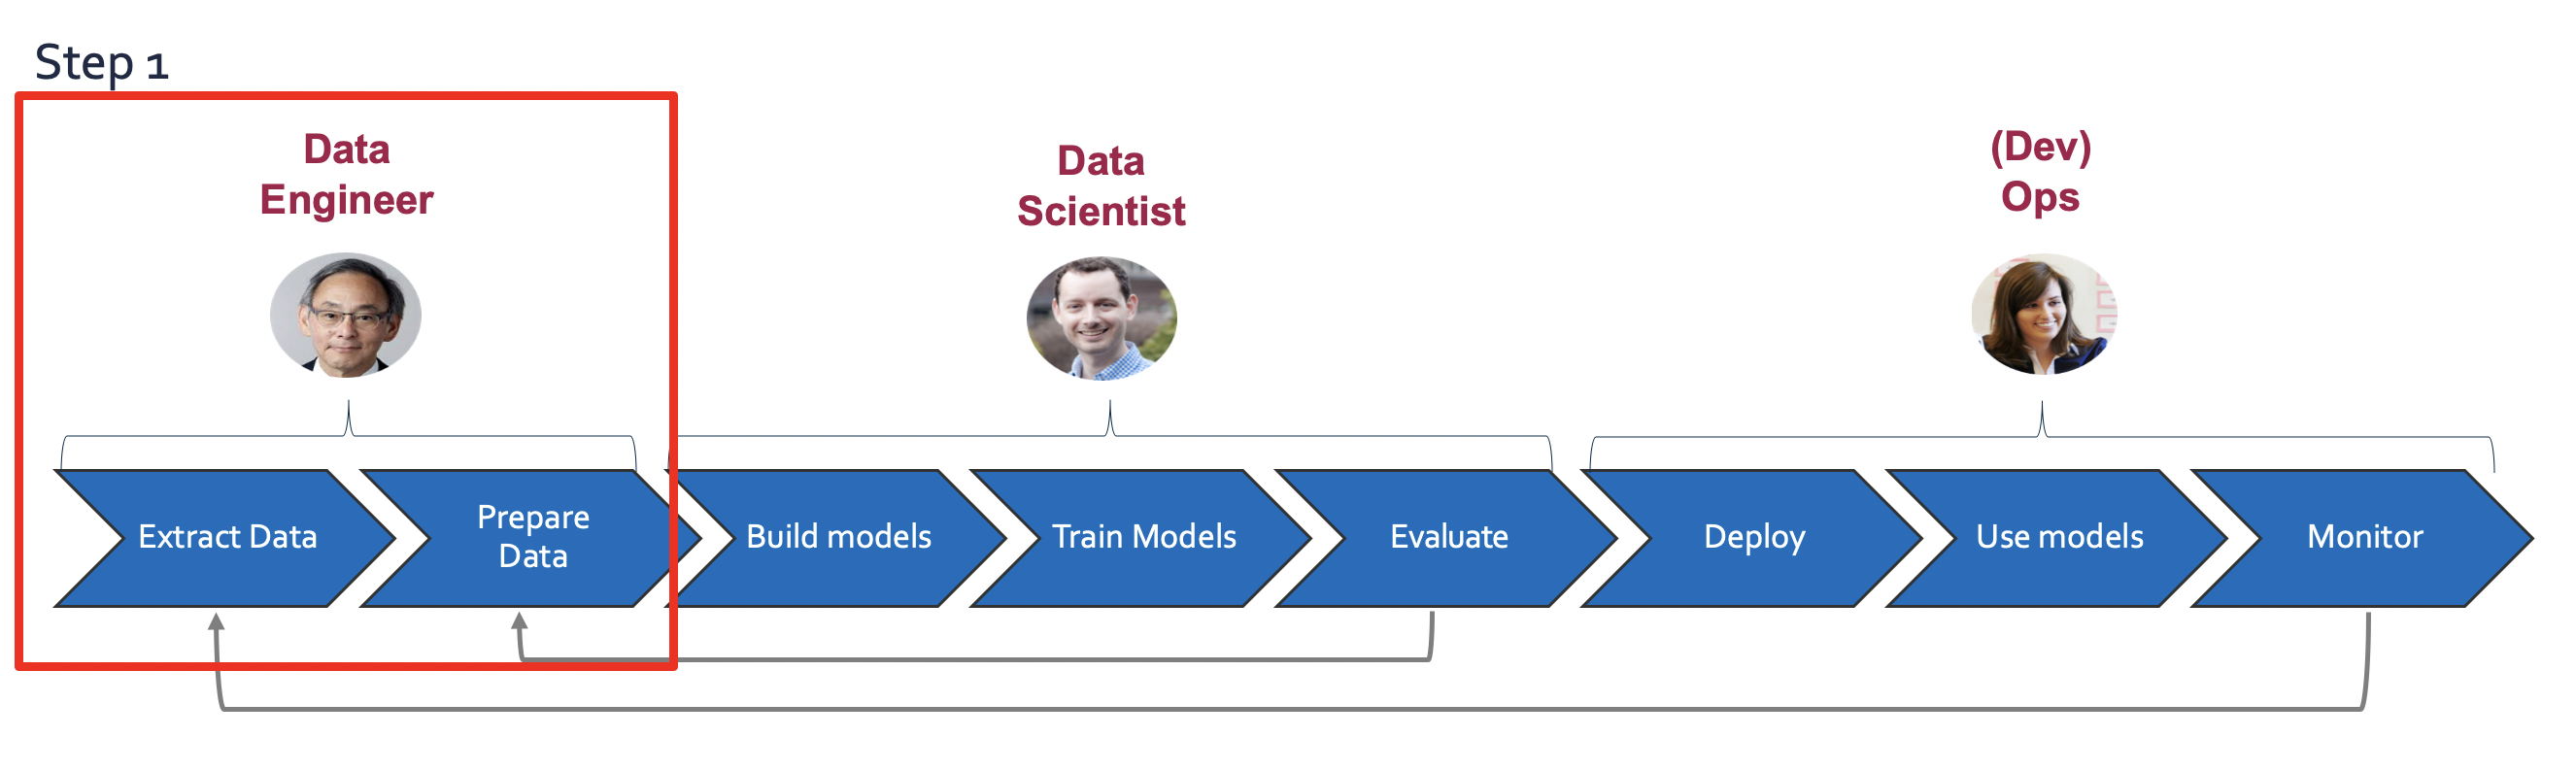 Step 1
Data
Engineer
Data
Scientist
(Dev)
Ops
Extract Data
Prepare
Data
Build models
Train Models
Evaluate
Deploy
Use models
Monitor